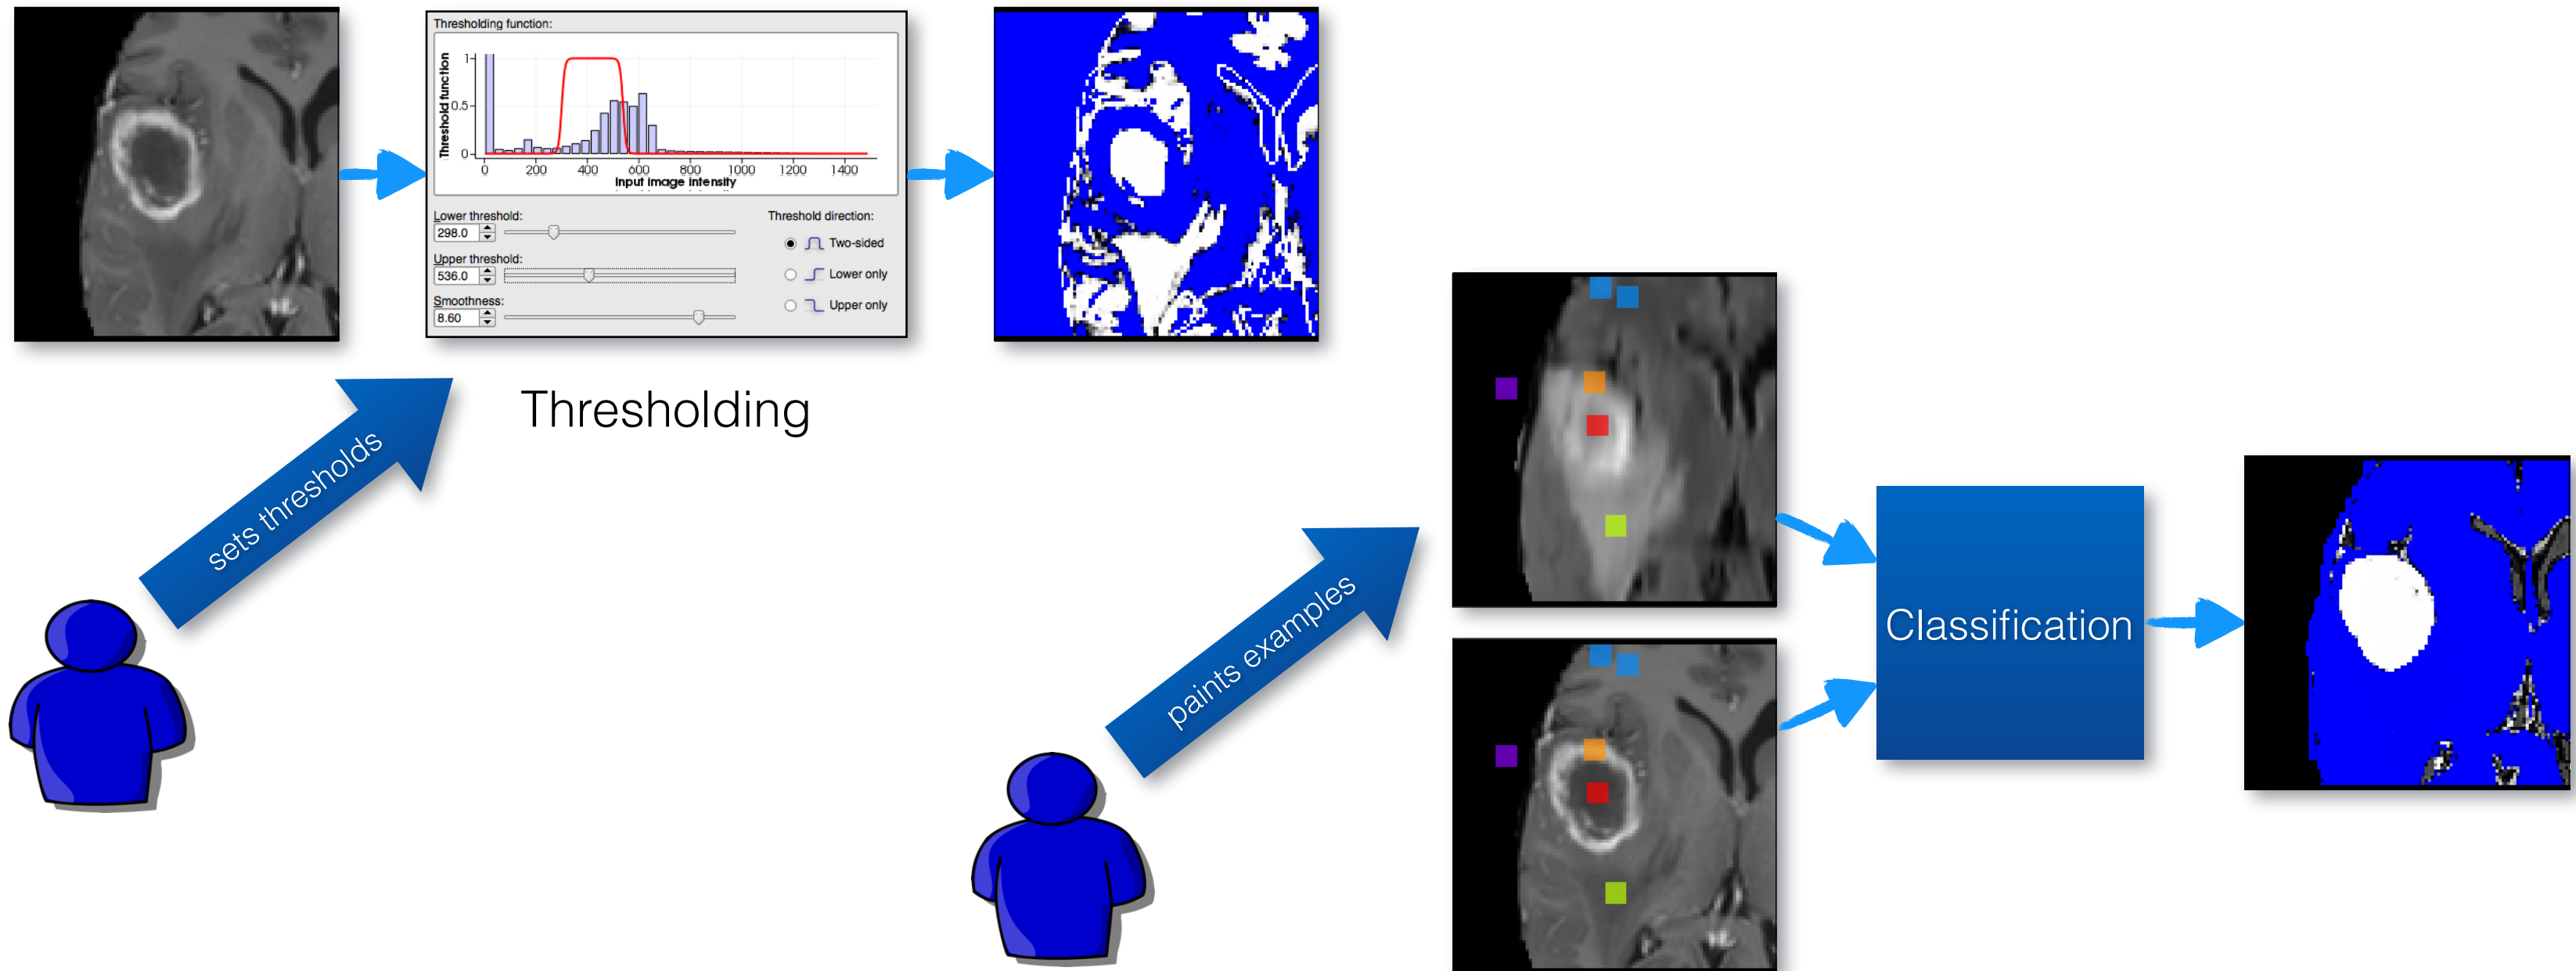 Thresholding function:
Threshold function
1
0.5
0
0 200 400 600 800 1000 1200 1400
Input image intensity
Lower threshold:
298.0
Upper threshold:
536.0
Smoothness:
8.60
Threshold direction:
Two-sided
Lower only
Upper only
Thresholding
sets thresholds
paints examples
Classification